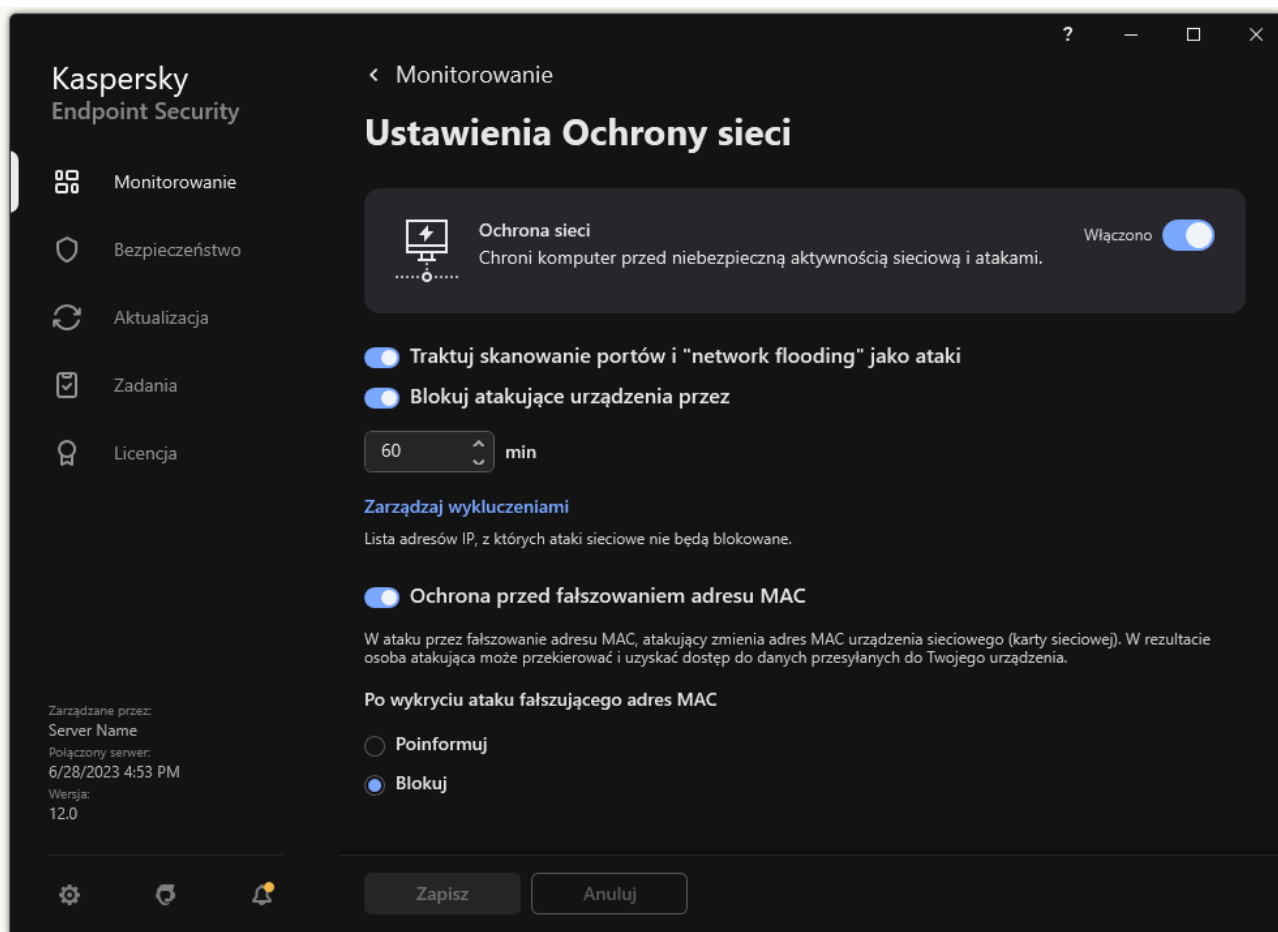 ?
Kaspersky
Endpoint Security
Monitorowanie
Bezpieczeństwo
Aktualizacja
Zadania
Licencja
Zarządzane przez:
Server Name
Połączony serwer:
6/28/2023 4:53 PM
Wersja:
12.0
< Monitorowanie
Ustawienia Ochrony sieci
Ochrona sieci
Chroni komputer przed niebezpieczną aktywnością sieciową i atakami.
Włączono
Traktuj skanowanie portów i "network flooding" jako ataki
Blokuj atakujące urządzenia przez
60 min
Zarządzaj wykluczeniami
Lista adresów IP, z których ataki sieciowe nie będą blokowane.
Ochrona przed fałszowaniem adresu MAC
W ataku przez fałszowanie adresu MAC, atakujący zmienia adres MAC urządzenia sieciowego (karty sieciowej). W rezultacie
osoba atakująca może przekierować i uzyskać dostęp do danych przesyłanych do Twojego urządzenia.
Po wykryciu ataku fałszującego adres MAC
Poinformuj
Blokuj
Zapisz
Anuluj